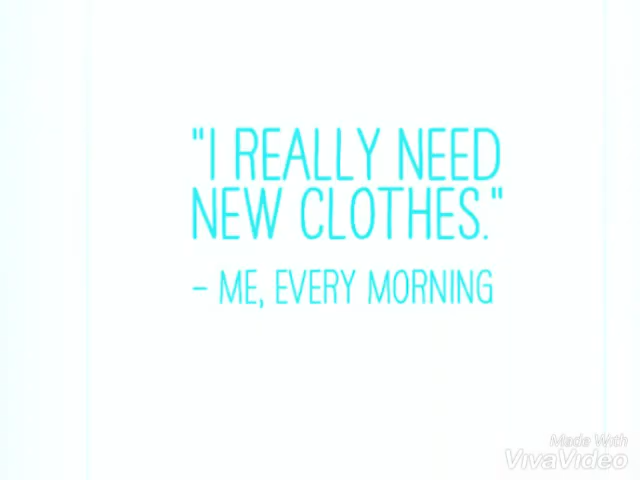 "I REALLY NEED
NEW CLOTHES."
- ME, EVERY MORNING
Made With
VivaVideo